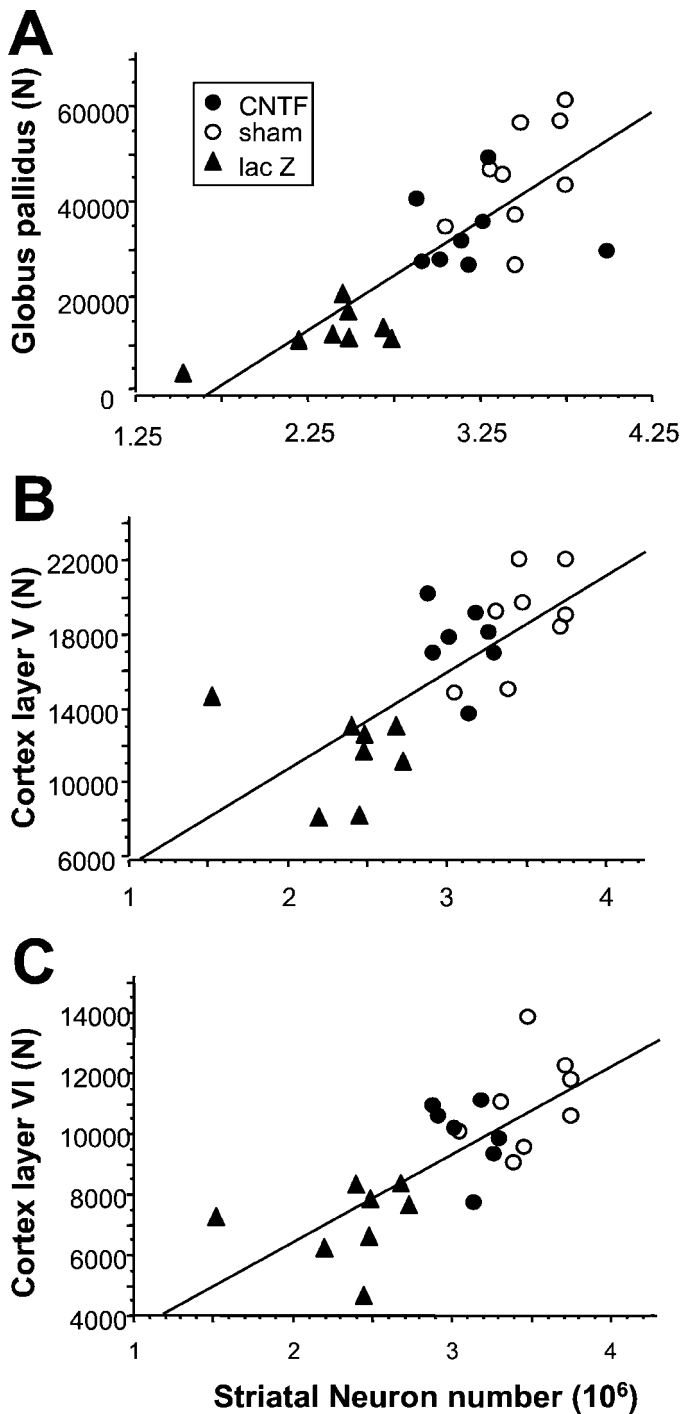 A
Globus pallidus (N)
60000
40000
20000
0
CNTF
sham
lac Z
1.25 2.25 3.25 4.25
B
Cortex layer V (N)
22000
18000
14000
10000
6000
1 2 3 4
C
Cortex layer VI (N)
14000
12000
10000
8000
6000
4000
1 2 3 4
Striatal Neuron number (10⁶)